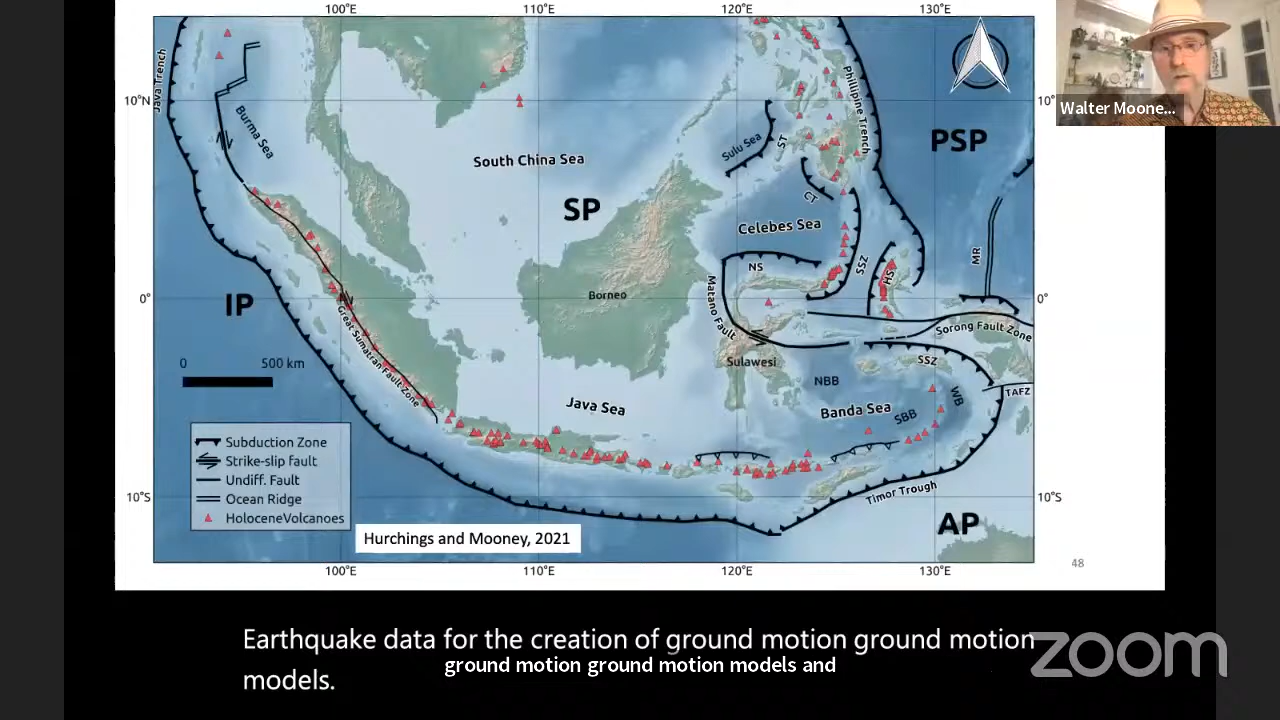 100°E
110°E
120°E
130°E
Java Trench
Walter Moone...
10°N
10°
Burma Sea
Phillipine Trench
PSP
Sulu Sea
ST
South China Sea
SP
CT
Celebes Sea
MR
NS
SSZ
HS
IP
0°
Borneo
0°
Matano Fault
Sorong Fault Zone
Great Sumatran Fault Zone
Sulawesi
SSZ
0
500 km
NBB
WB
TAFZ
Java Sea
Banda Sea
SBB
Subduction Zone
Strike-slip fault
Undiff. Fault
Ocean Ridge
HoloceneVolcanoes
10°S
Timor Trough
10°S
AP
Hurchings and Mooney, 2021
48
100°E
110°E
120°E
130°E
Earthquake data for the creation of ground motion ground motion
models.
ground motion ground motion models and
zoom